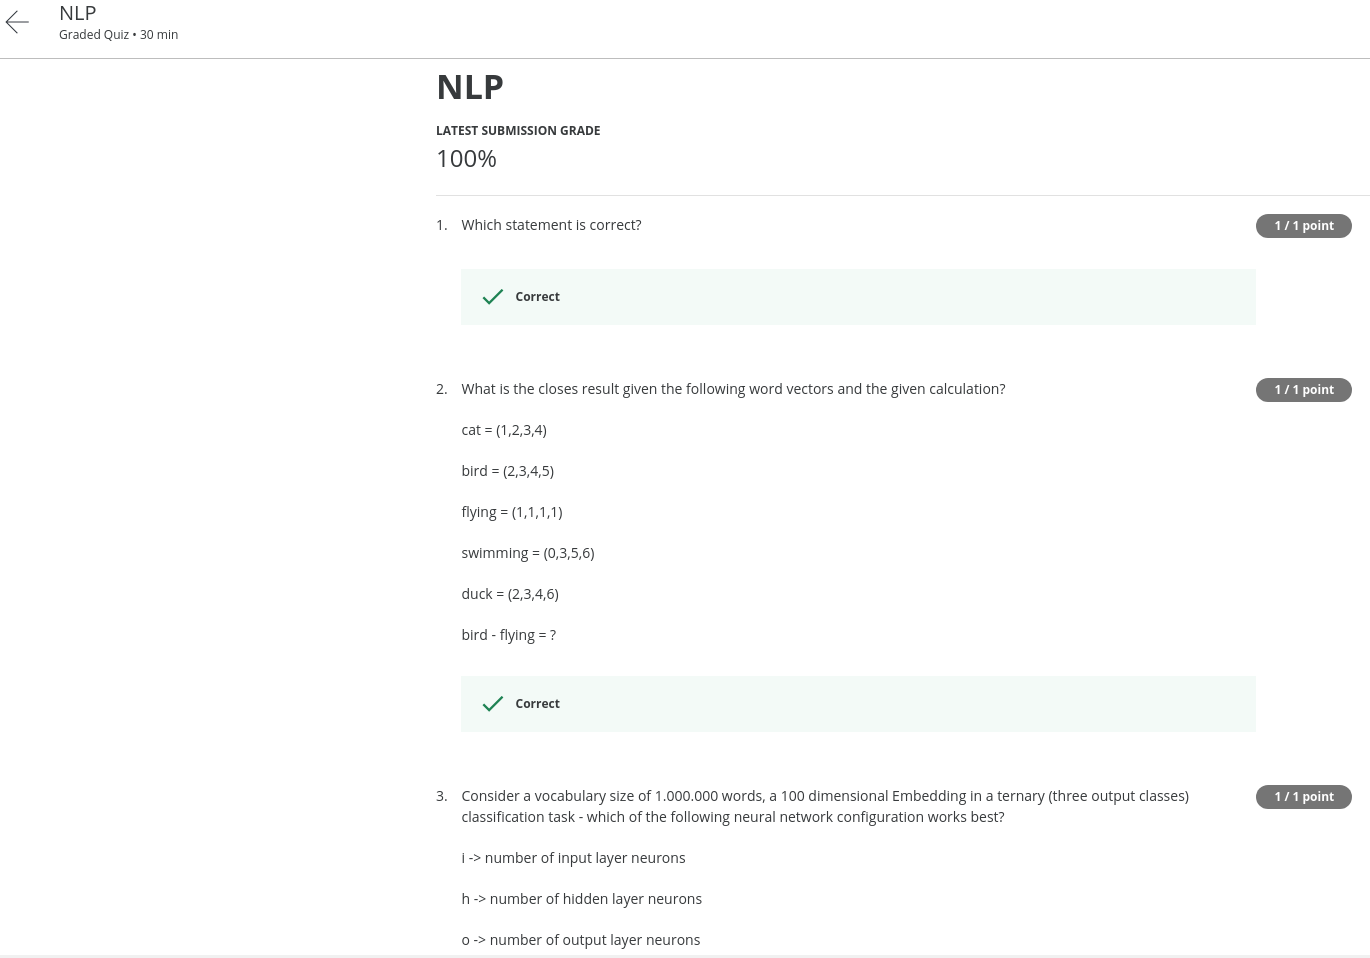 NLP
Graded Quiz • 30 min
NLP
LATEST SUBMISSION GRADE
100%
1. Which statement is correct?
1 / 1 point
Correct
2. What is the closes result given the following word vectors and the given calculation?
1 / 1 point
cat = (1,2,3,4)
bird = (2,3,4,5)
flying = (1,1,1,1)
swimming = (0,3,5,6)
duck = (2,3,4,6)
bird - flying = ?
Correct
3. Consider a vocabulary size of 1.000.000 words, a 100 dimensional Embedding in a ternary (three output classes)
1 / 1 point
classification task - which of the following neural network configuration works best?
i -> number of input layer neurons
h -> number of hidden layer neurons
o -> number of output layer neurons